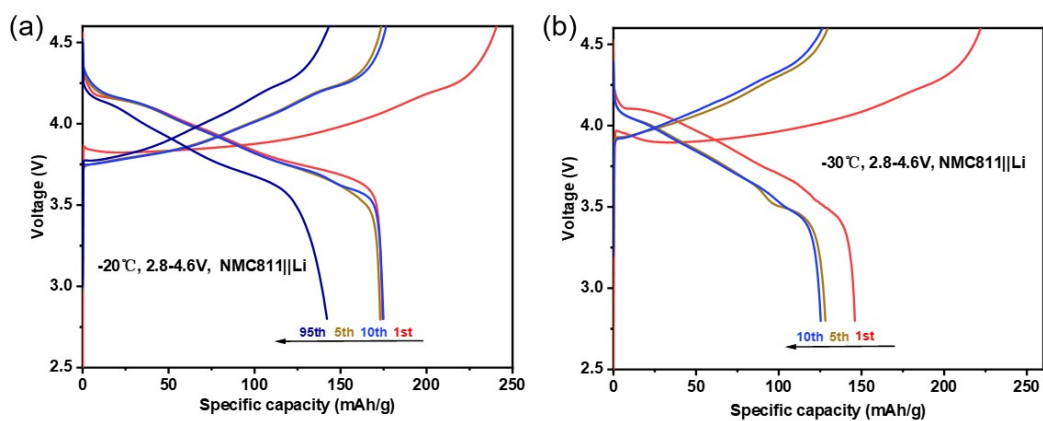 (a)
4.5
4.0
3.5
3.0
2.5
Voltage (V)
-20℃, 2.8-4.6V, NMC811||Li
95th 5th 10th 1st
0 50 100 150 200 250
Specific capacity (mAh/g)
(b)
4.5
4.0
3.5
3.0
2.5
Voltage (V)
-30℃, 2.8-4.6V, NMC811||Li
10th 5th 1st
0 50 100 150 200 250
Specific capacity (mAh/g)